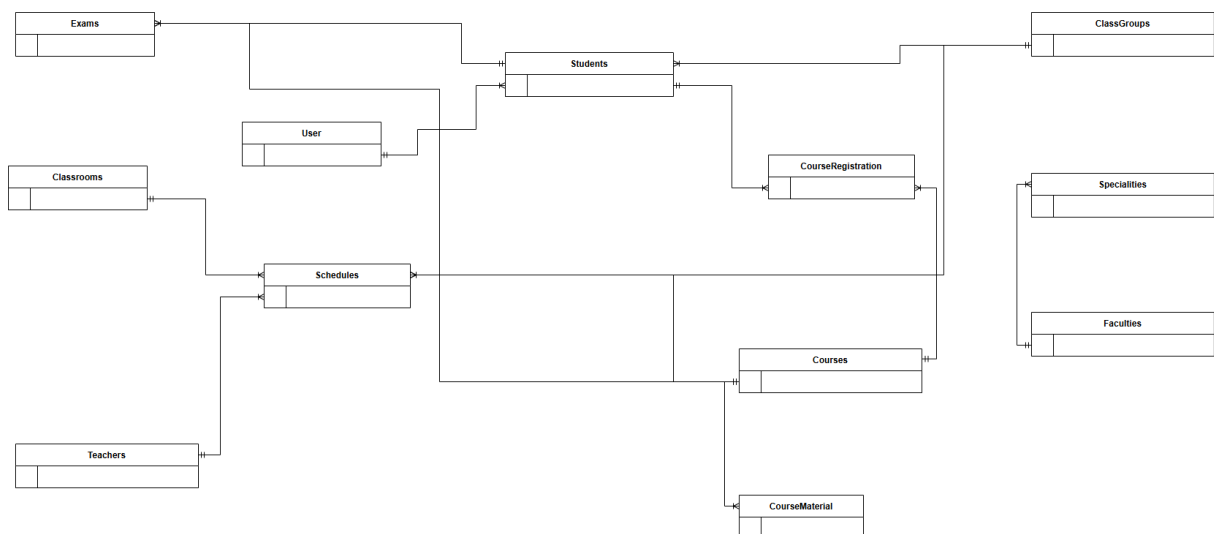 Exams
ClassGroups
Students
User
CourseRegistration
Classrooms
Specialities
Schedules
Faculties
Courses
Teachers
CourseMaterial